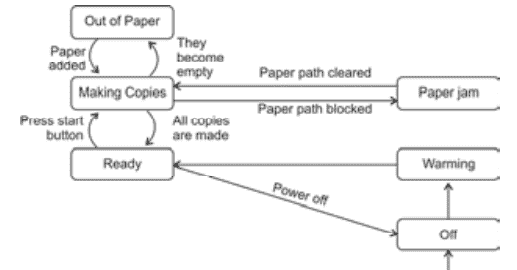 Out of Paper
Paper
added
They
become
empty
Paper path cleared
Making Copies
Paper jam
Paper path blocked
Press start
button
All copies
are made
Ready
Warming
Power off
Off